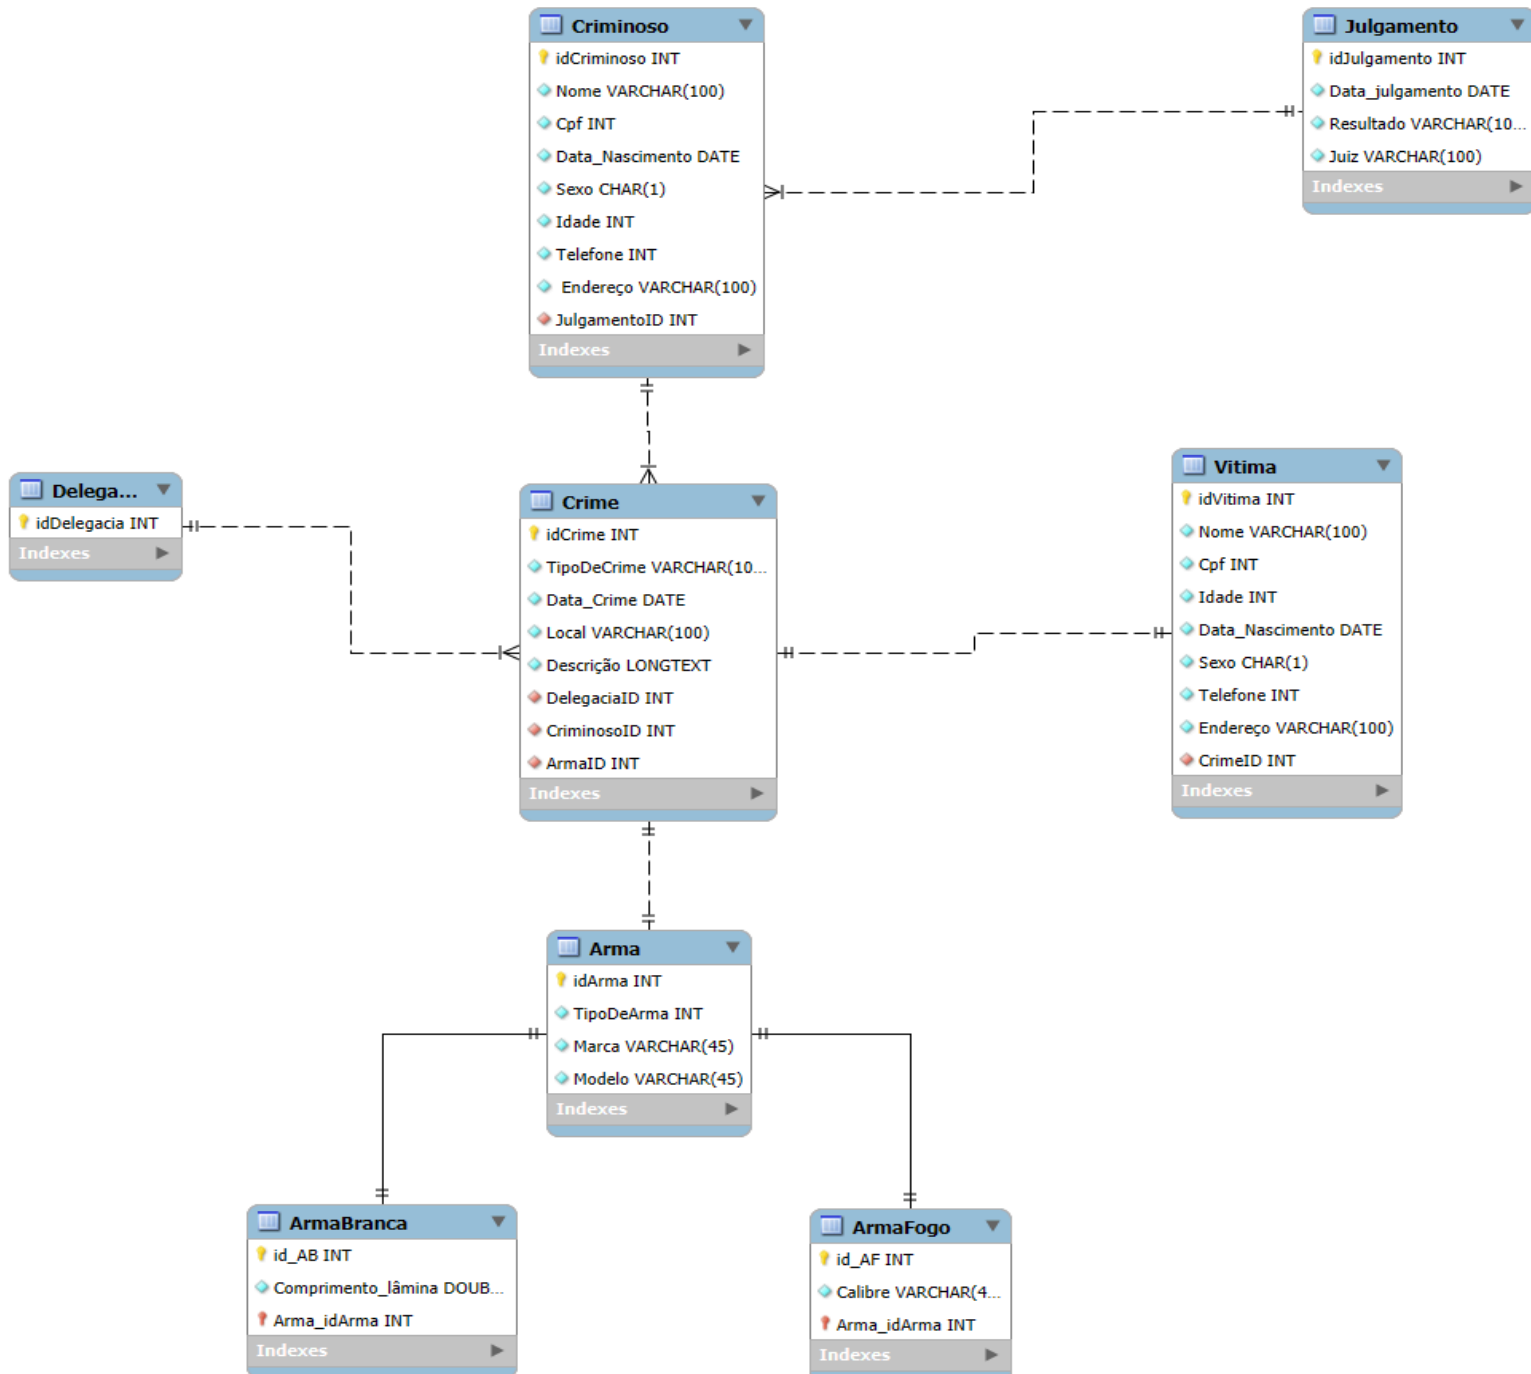 Criminoso
idCriminoso INT
Nome VARCHAR(100)
Cpf INT
Data_Nascimento DATE
Sexo CHAR(1)
Idade INT
Telefone INT
Endereço VARCHAR(100)
JulgamentoID INT
Indexes
Julgamento
idJulgamento INT
Data_julgamento DATE
Resultado VARCHAR(10...
Juiz VARCHAR(100)
Indexes
Delega...
idDelegacia INT
Indexes
Crime
idCrime INT
TipoDeCrime VARCHAR(10...
Data_Crime DATE
Local VARCHAR(100)
Descrição LONGTEXT
DelegaciaID INT
CriminosoID INT
ArmaID INT
Indexes
Vitima
idVitima INT
Nome VARCHAR(100)
Cpf INT
Idade INT
Data_Nascimento DATE
Sexo CHAR(1)
Telefone INT
Endereço VARCHAR(100)
CrimeID INT
Indexes
Arma
idArma INT
TipoDeArma INT
Marca VARCHAR(45)
Modelo VARCHAR(45)
Indexes
ArmaBranca
id_AB INT
Comprimento_lâmina DOUB...
Arma_idArma INT
Indexes
ArmaFogo
id_AF INT
Calibre VARCHAR(4...
Arma_idArma INT
Indexes